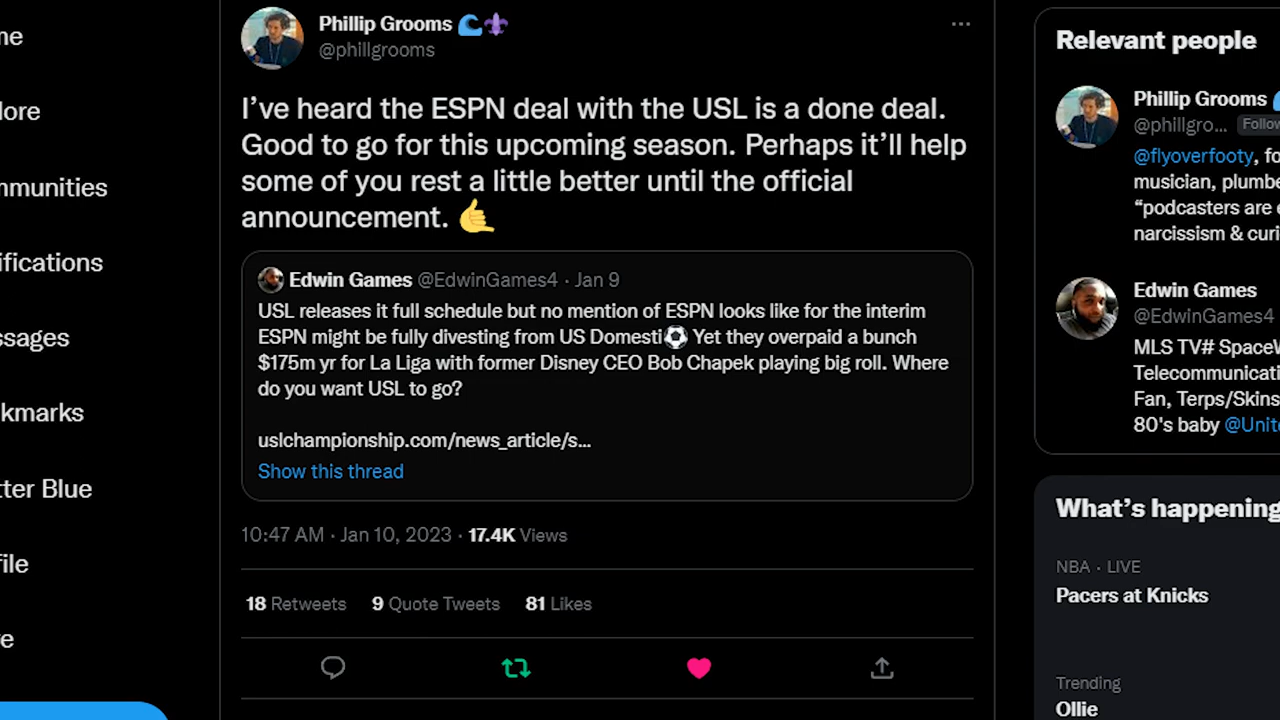 me
Phillip Grooms 🌊⚜️
@phillgrooms
lore
mmunities
ifications
ssages
kmarks
tter Blue
file
re
I've heard the ESPN deal with the USL is a done deal.
Good to go for this upcoming season. Perhaps it'll help
some of you rest a little better until the official
announcement. 🤙
Edwin Games @EdwinGames4 · Jan 9
USL releases it full schedule but no mention of ESPN looks like for the interim
ESPN might be fully divesting from US Domesti⚽ Yet they overpaid a bunch
$175m yr for La Liga with former Disney CEO Bob Chapek playing big roll. Where
do you want USL to go?
uslchampionship.com/news_article/s...
Show this thread
10:47 AM · Jan 10, 2023 · 17.4K Views
18 Retweets 9 Quote Tweets 81 Likes
Relevant people
Phillip Grooms 🌊
@phillgro... Follow
@flyoverfooty, fo
musician, plumbe
"podcasters are e
narcissism & curi
Edwin Games
@EdwinGames4
MLS TV# SpaceW
Telecommunicati
Fan, Terps/Skins
80's baby @Unite
What's happening
NBA · LIVE
Pacers at Knicks
Trending
Ollie